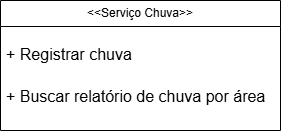 <<Serviço Chuva>>
+ Registrar chuva
+ Buscar relatório de chuva por área